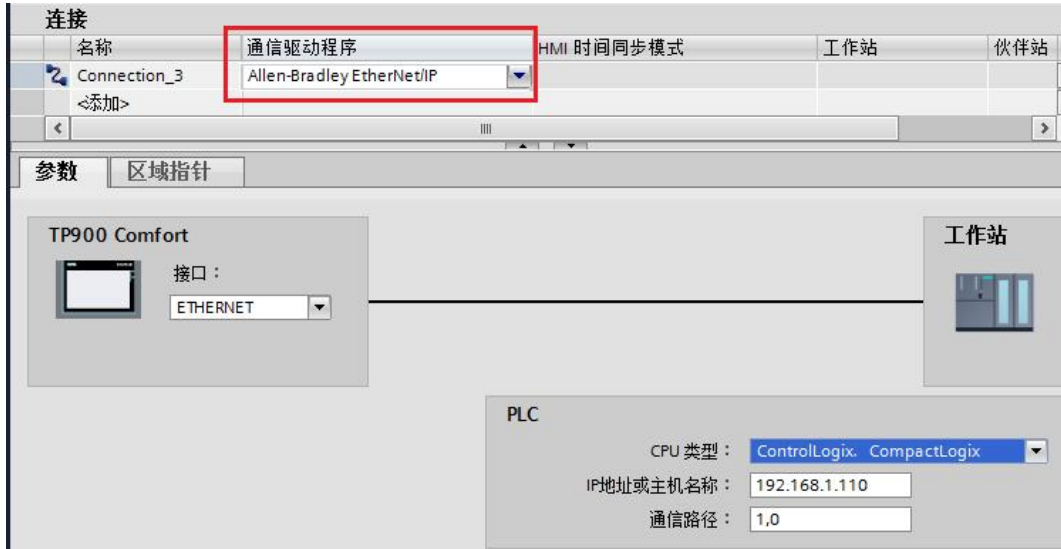 连接
名称 通信驱动程序 HMI 时间同步模式 工作站 伙伴站
Connection_3 Allen-Bradley EtherNet/IP
<添加>
参数 区域指针
TP900 Comfort 工作站
接口：
ETHERNET
PLC
CPU 类型： ControlLogix、CompactLogix
IP地址或主机名称： 192.168.1.110
通信路径： 1,0